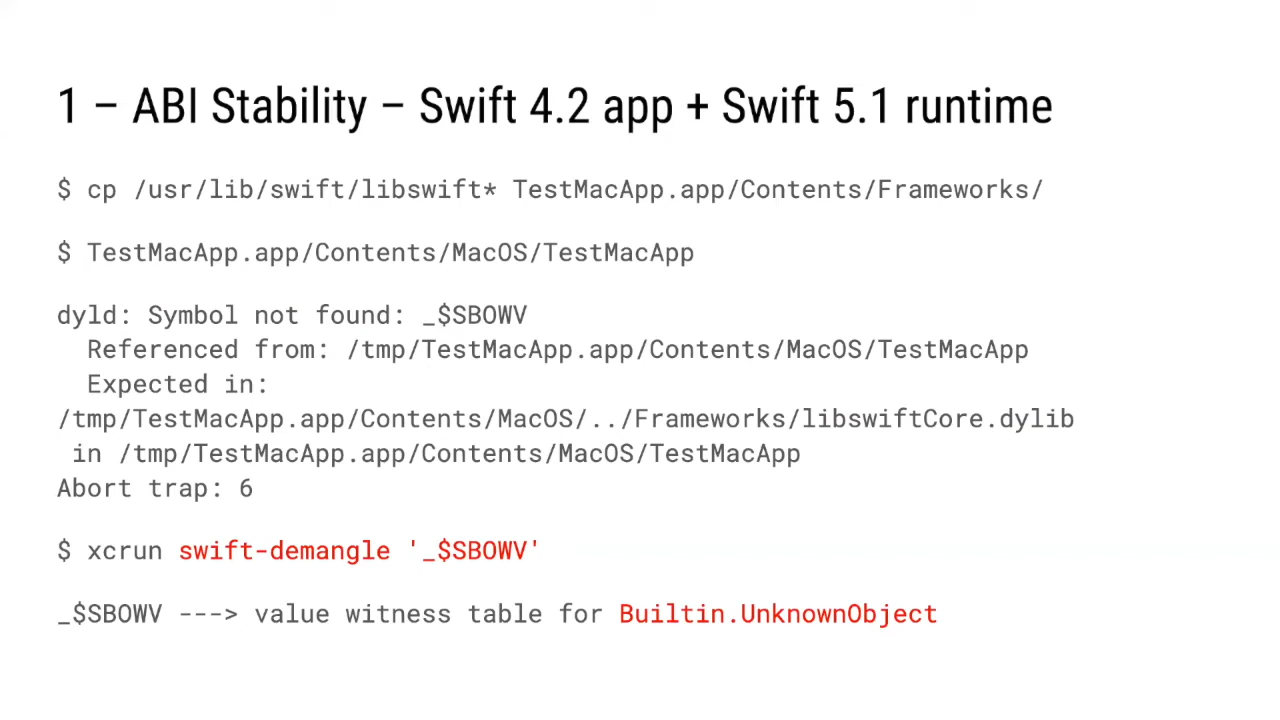 1 – ABI Stability – Swift 4.2 app + Swift 5.1 runtime
$ cp /usr/lib/swift/libswift* TestMacApp.app/Contents/Frameworks/
$ TestMacApp.app/Contents/MacOS/TestMacApp
dyld: Symbol not found: _$SBOWV
Referenced from: /tmp/TestMacApp.app/Contents/MacOS/TestMacApp
Expected in:
/tmp/TestMacApp.app/Contents/MacOS/../Frameworks/libswiftCore.dylib
in /tmp/TestMacApp.app/Contents/MacOS/TestMacApp
Abort trap: 6
$ xcrun swift-demangle '_$SBOWV'
_$SBOWV ---> value witness table for Builtin.UnknownObject